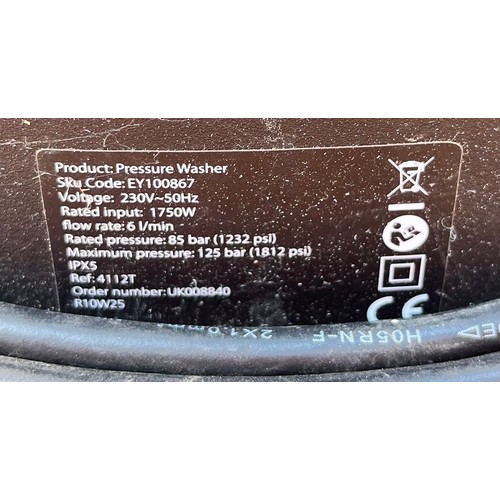 Product: Pressure Washer
Sku Code: EY100867
Voltage: 230V~50Hz
Rated input: 1750W
flow rate: 6 l/min
Rated pressure: 85 bar (1232 psi)
Maximum pressure: 125 bar (1812 psi)
IPX5
Ref: 4112T
Order number: UK008840
R10W25
CE
H05RN-F